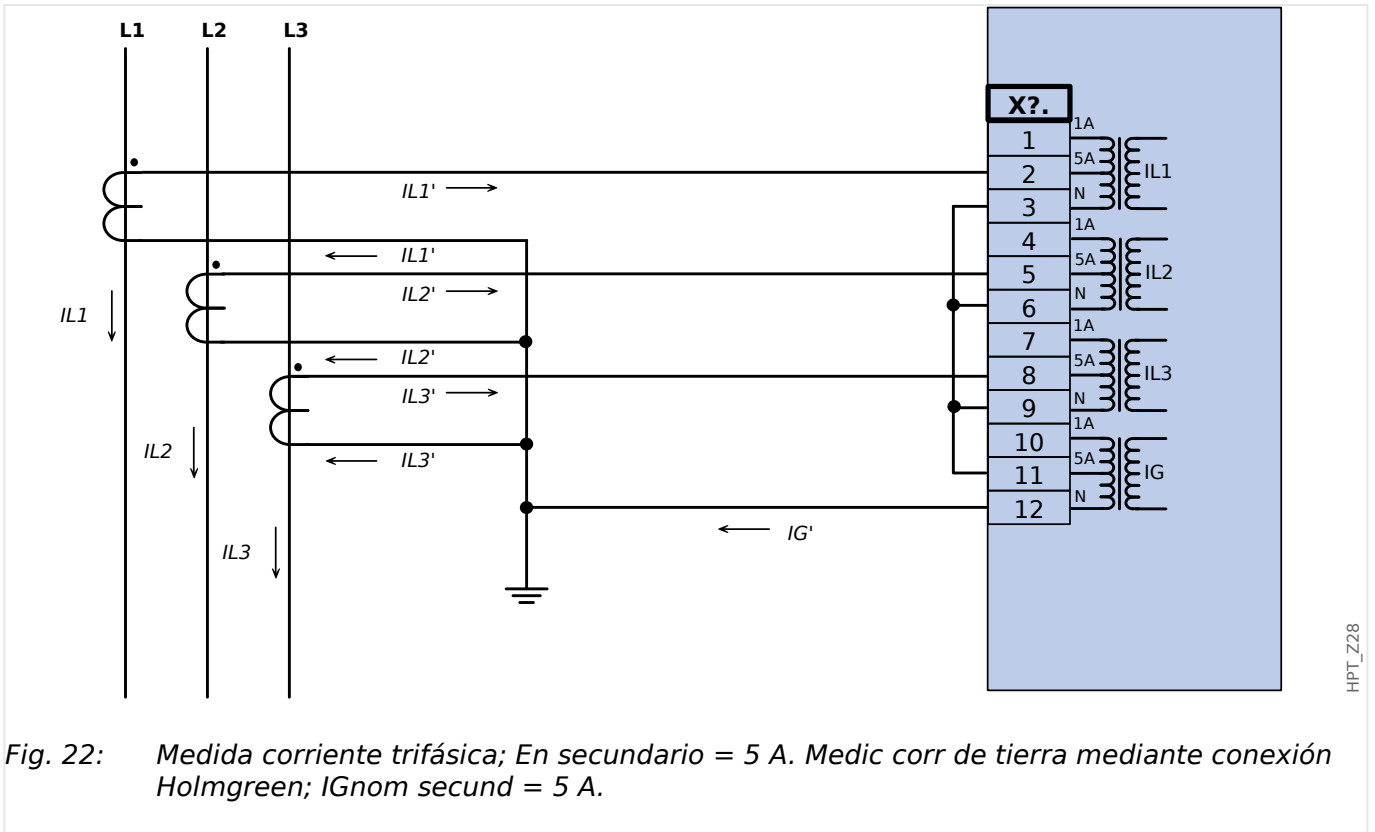 L1 L2 L3
X?.
1
2
3
4
5
6
7
8
9
10
11
12
1A
5A
N
IL1
1A
5A
N
IL2
1A
5A
N
IL3
1A
5A
N
IG
IL1'
IL1'
IL2'
IL1
IL2'
IL3'
IL2
IL3'
IG'
IL3
HPT_Z28
Fig. 22: Medida corriente trifásica; En secundario = 5 A. Medic corr de tierra mediante conexión
Holmgreen; IGnom secund = 5 A.